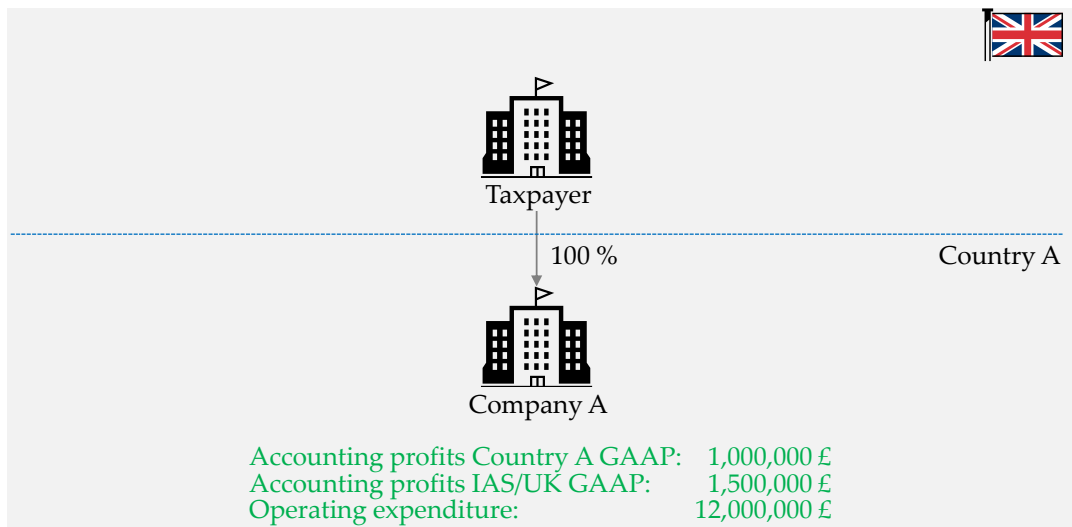 Taxpayer
100 %
Country A
Company A
Accounting profits Country A GAAP: 1,000,000 £
Accounting profits IAS/UK GAAP: 1,500,000 £
Operating expenditure: 12,000,000 £